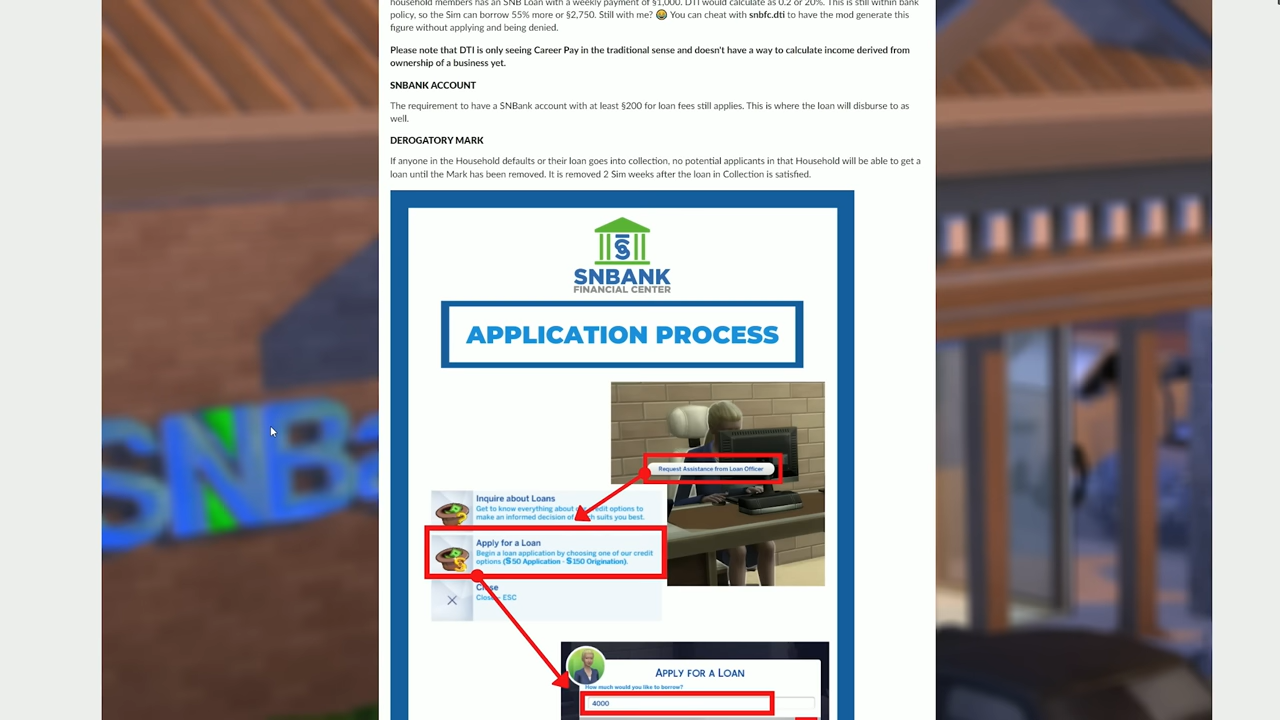 household members has an SNB Loan with a weekly payment of §1,000. DTI would calculate as 0.2 or 20%. This is still within bank
policy, so the Sim can borrow 55% more or §2,750. Still with me? 😅 You can cheat with snbfc.dti to have the mod generate this
figure without applying and being denied.
Please note that DTI is only seeing Career Pay in the traditional sense and doesn't have a way to calculate income derived from
ownership of a business yet.
SNBANK ACCOUNT
The requirement to have a SNBank account with at least §200 for loan fees still applies. This is where the loan will disburse to as
well.
DEROGATORY MARK
If anyone in the Household defaults or their loan goes into collection, no potential applicants in that Household will be able to get a
loan until the Mark has been removed. It is removed 2 Sim weeks after the loan in Collection is satisfied.
SNBANK
FINANCIAL CENTER
APPLICATION PROCESS
Request Assistance from Loan Officer
Inquire about Loans
Get to know everything about credit options to
make an informed decision of suits you best.
Apply for a Loan
Begin a loan application by choosing one of our credit
options (§50 Application - §150 Origination).
Close
Close - ESC
APPLY FOR A LOAN
How much would you like to borrow?
4000
SNBa